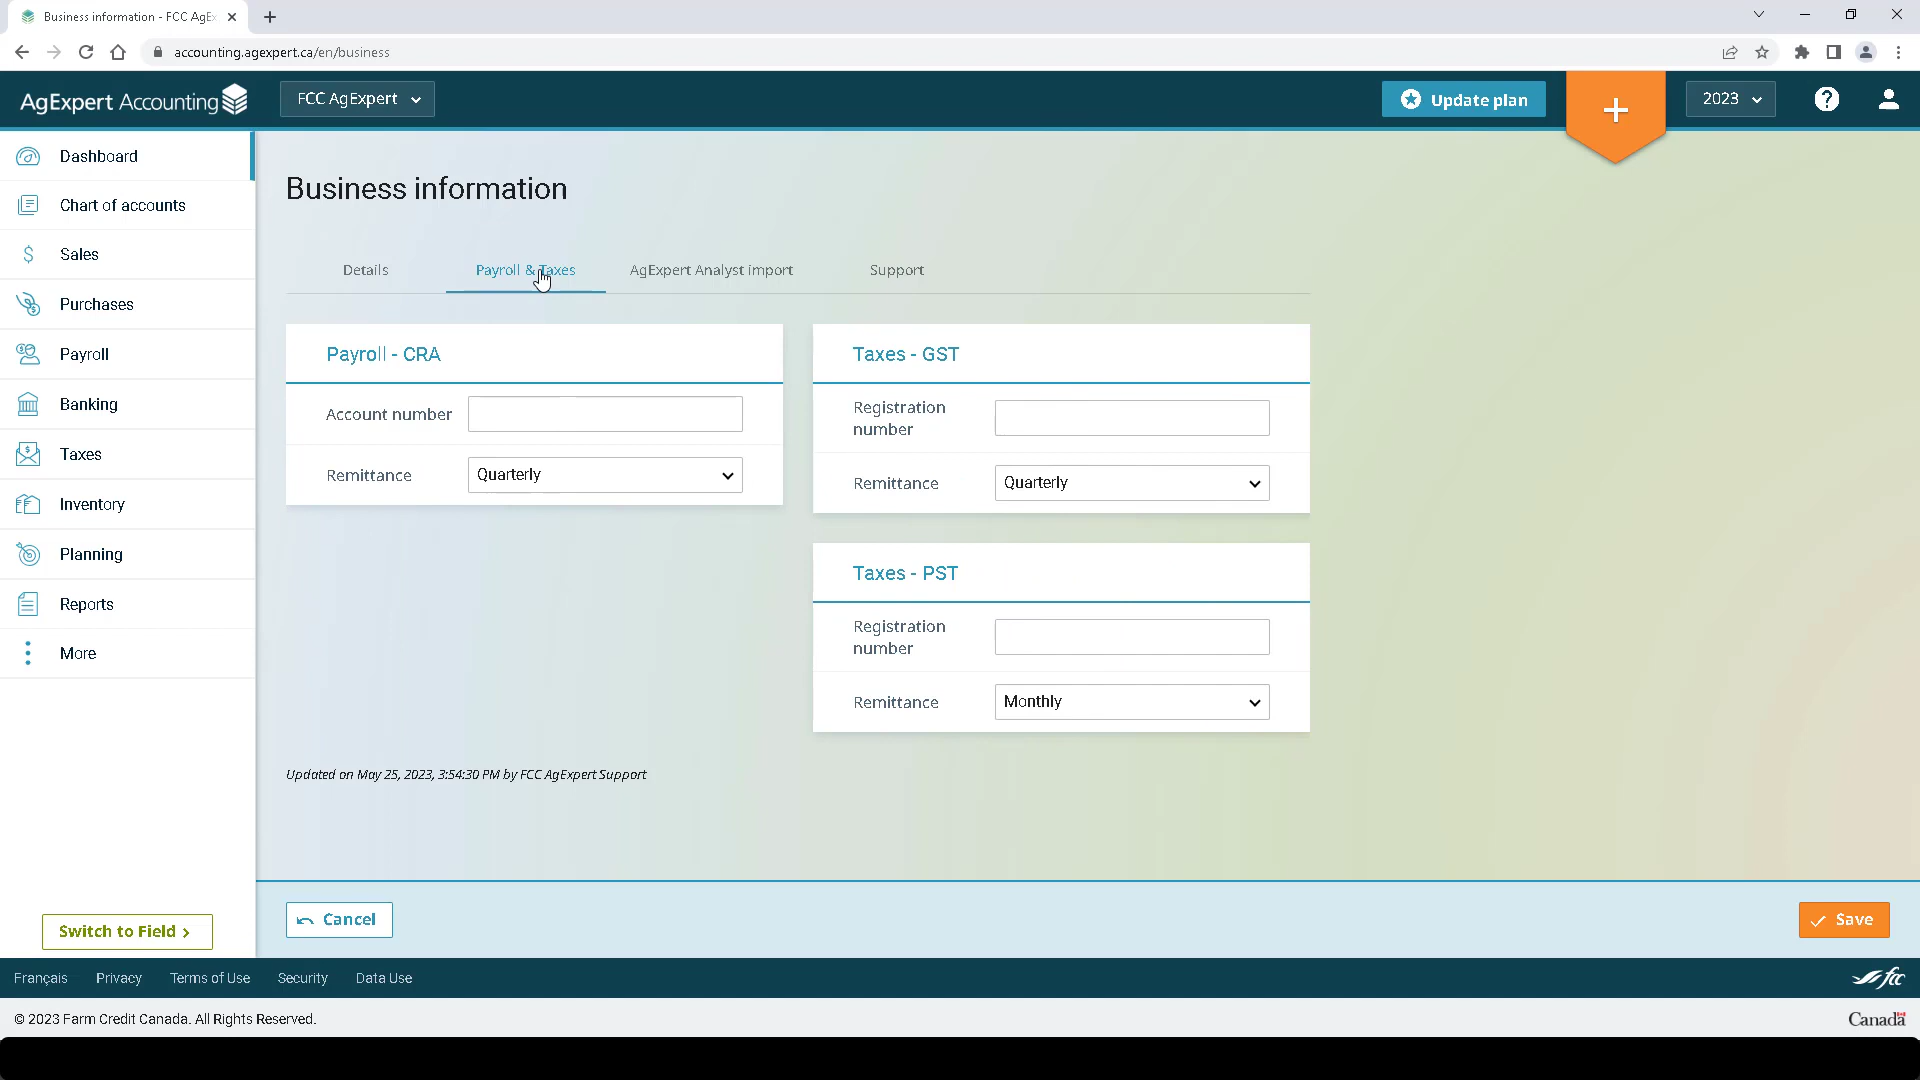 Business information - FCC AgEx
accounting.agexpert.ca/en/business
AgExpert Accounting
FCC AgExpert
Update plan
2023
Dashboard
Chart of accounts
Sales
Purchases
Payroll
Banking
Taxes
Inventory
Planning
Reports
More
Switch to Field >
Business information
Details
Payroll & Taxes
AgExpert Analyst import
Support
Payroll - CRA
Account number
Remittance
Quarterly
Taxes - GST
Registration
number
Remittance
Quarterly
Taxes - PST
Registration
number
Remittance
Monthly
Updated on May 25, 2023, 3:54:30 PM by FCC AgExpert Support
Cancel
Save
Français
Privacy
Terms of Use
Security
Data Use
fcc
© 2023 Farm Credit Canada. All Rights Reserved.
Canada